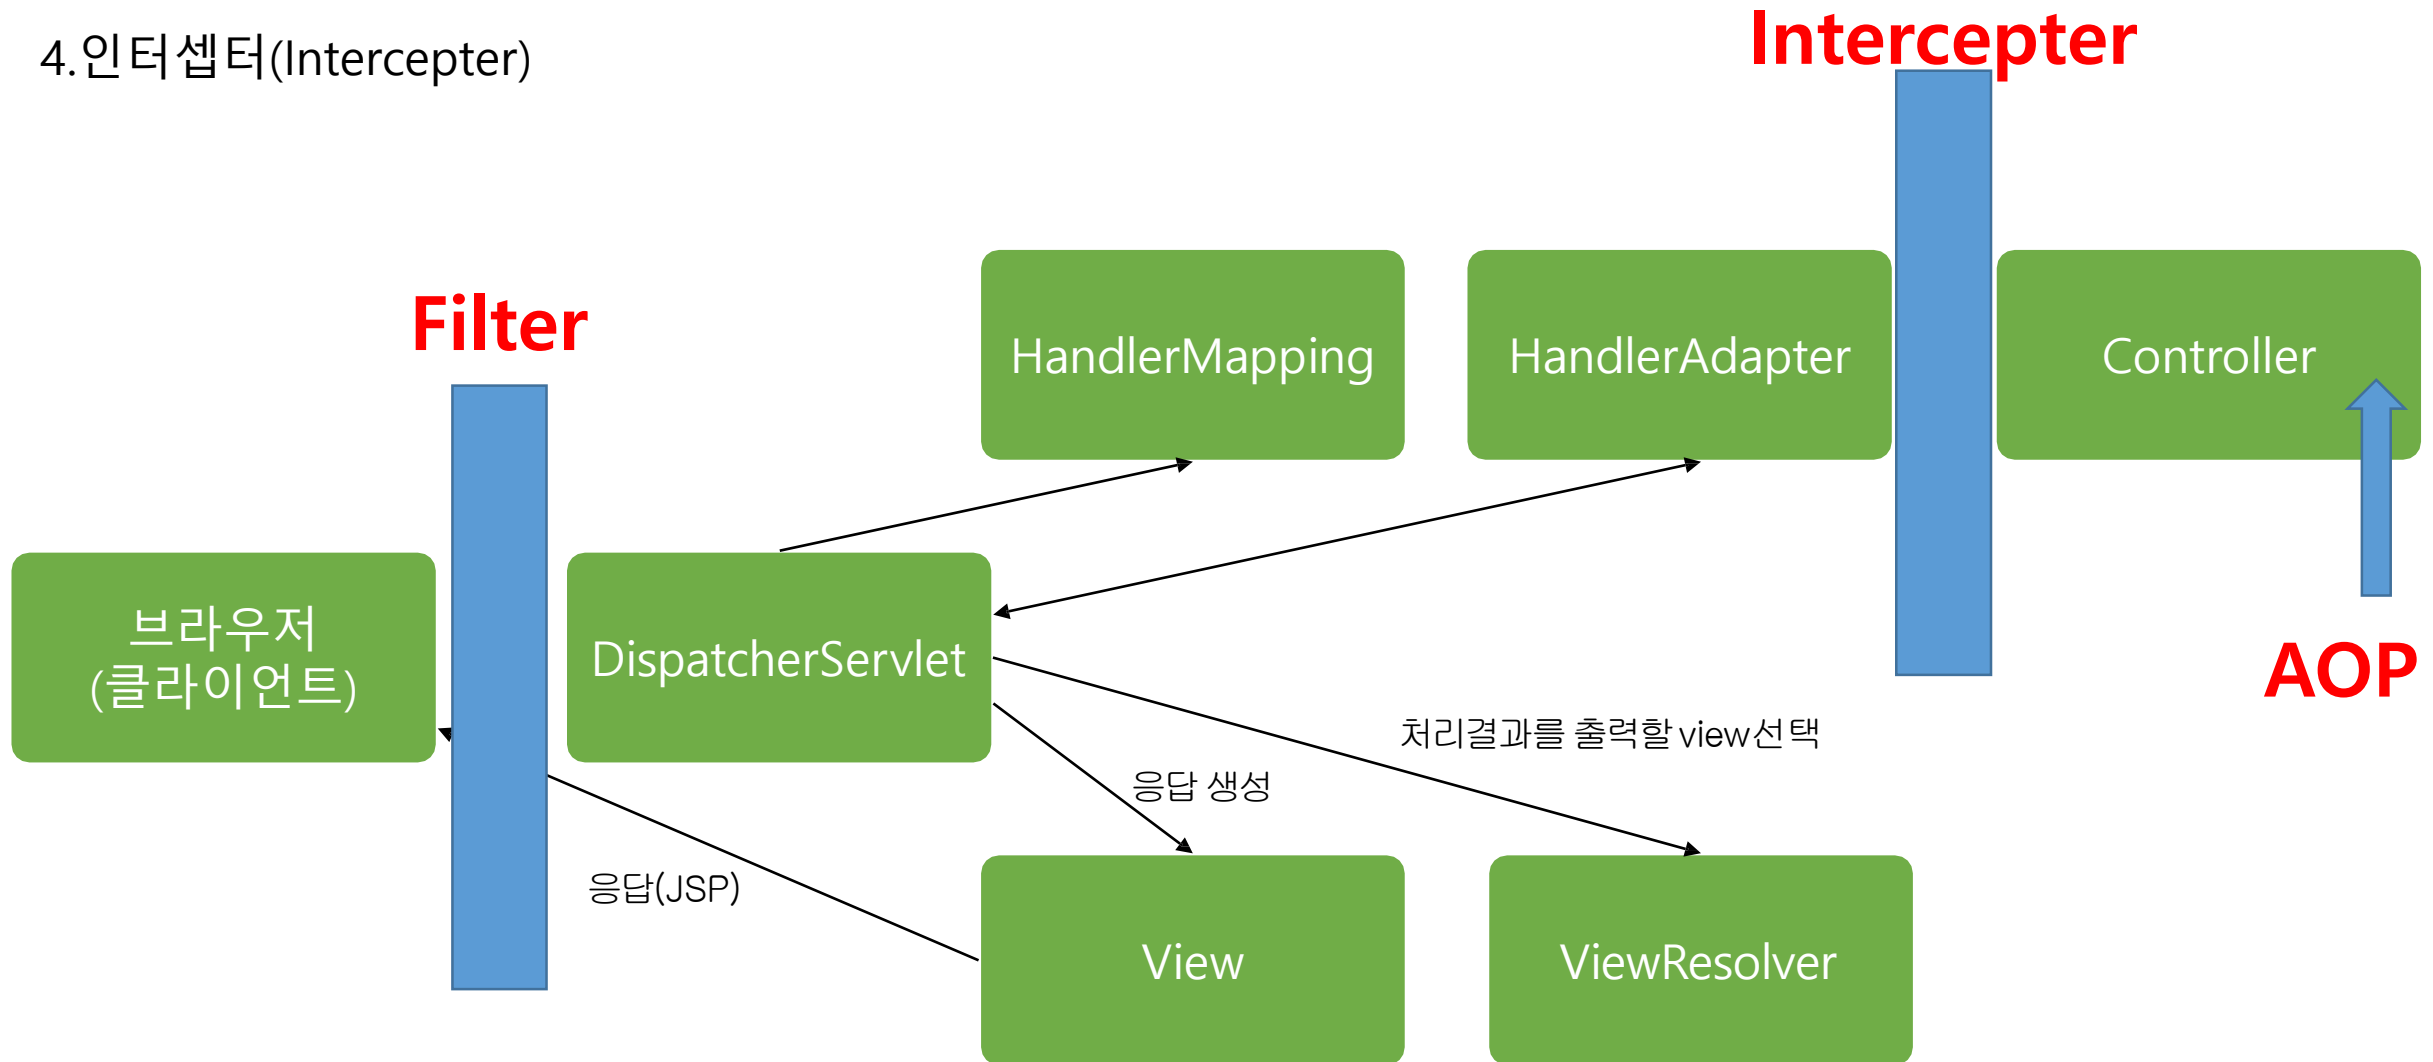 4.인터셉터(Intercepter)
Intercepter
Filter
HandlerMapping
HandlerAdapter
Controller
브라우저
(클라이언트)
DispatcherServlet
AOP
처리결과를 출력할 view선택
응답 생성
응답(JSP)
View
ViewResolver